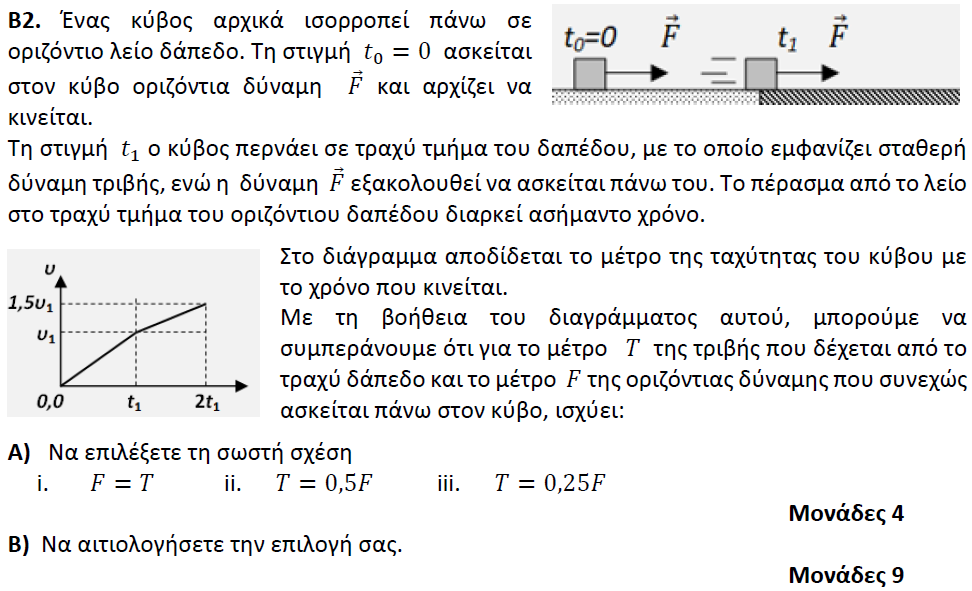 B2. Ένας κύβος αρχικά ισορροπεί πάνω σε
οριζόντιο λείο δάπεδο. Τη στιγμή t₀ = 0 ασκείται
στον κύβο οριζόντια δύναμη F⃗ και αρχίζει να
κινείται.
t₀=0 F⃗ t₁ F⃗
Τη στιγμή t₁ ο κύβος περνάει σε τραχύ τμήμα του δαπέδου, με το οποίο εμφανίζει σταθερή
δύναμη τριβής, ενώ η δύναμη F⃗ εξακολουθεί να ασκείται πάνω του. Το πέρασμα από το λείο
στο τραχύ τμήμα του οριζόντιου δαπέδου διαρκεί ασήμαντο χρόνο.
υ
1,5υ₁
υ₁
0,0 t₁ 2t₁
Στο διάγραμμα αποδίδεται το μέτρο της ταχύτητας του κύβου με
το χρόνο που κινείται.
Με τη βοήθεια του διαγράμματος αυτού, μπορούμε να
συμπεράνουμε ότι για το μέτρο T της τριβής που δέχεται από το
τραχύ δάπεδο και το μέτρο F της οριζόντιας δύναμης που συνεχώς
ασκείται πάνω στον κύβο, ισχύει:
A) Να επιλέξετε τη σωστή σχέση
i. F = T ii. T = 0,5F iii. T = 0,25F
Μονάδες 4
B) Να αιτιολογήσετε την επιλογή σας.
Μονάδες 9